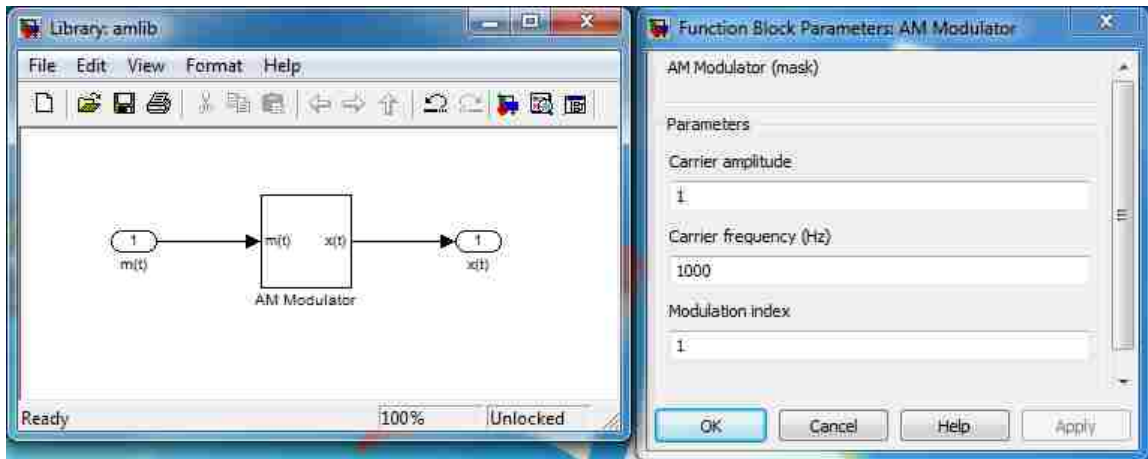 Library: amlib
File Edit View Format Help
1
m(t)
m(t) x(t)
AM Modulator
1
x(t)
Ready 100% Unlocked
Function Block Parameters: AM Modulator
AM Modulator (mask)
Parameters
Carrier amplitude
1
Carrier frequency (Hz)
1000
Modulation index
1
OK Cancel Help Apply